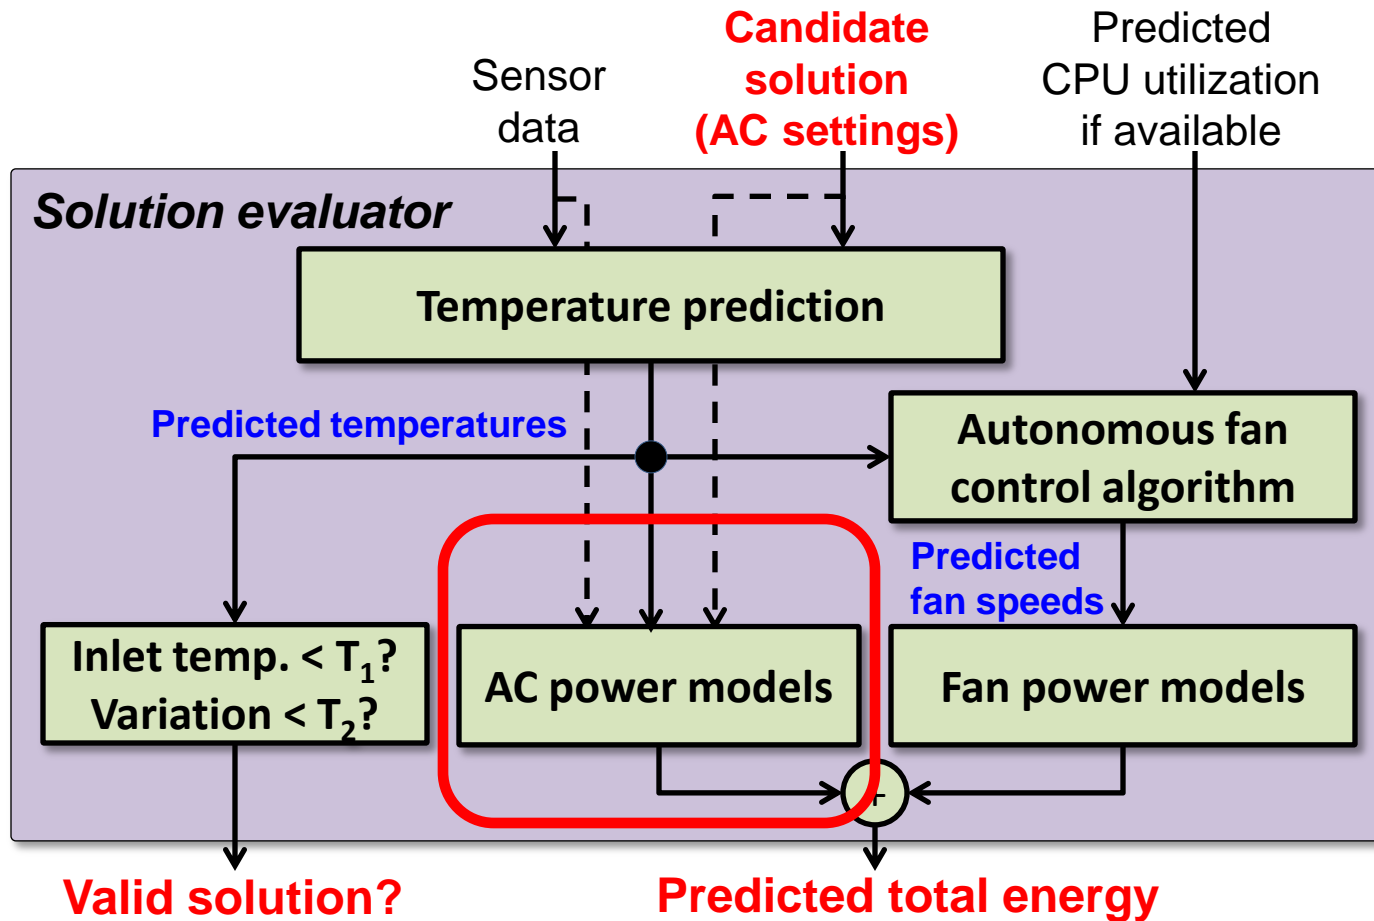 Sensor
data
Candidate
solution
(AC settings)
Predicted
CPU utilization
if available
Solution evaluator
Temperature prediction
Predicted temperatures
Autonomous fan
control algorithm
Predicted
fan speeds
Inlet temp. < T₁?
Variation < T₂?
AC power models
Fan power models
+
Valid solution?
Predicted total energy